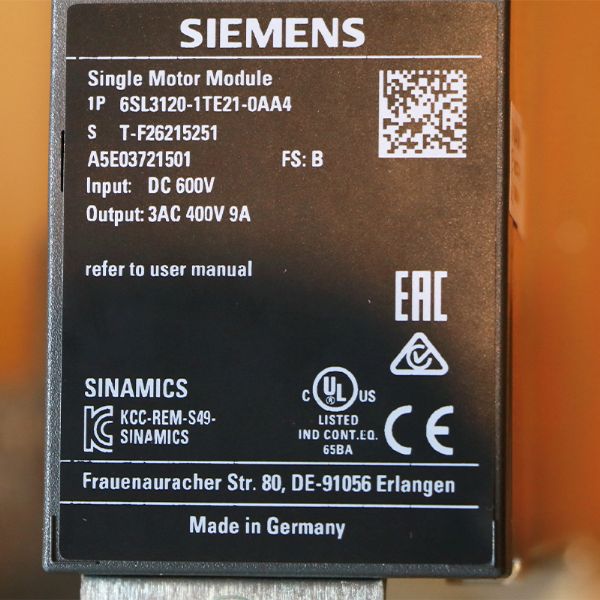 SIEMENS
Single Motor Module
1P 6SL3120-1TE21-0AA4
S T-F26215251
A5E03721501 FS: B
Input: DC 600V
Output: 3AC 400V 9A
refer to user manual
EAC
SINAMICS
KCC-REM-S49-
SINAMICS
C UL US
LISTED
IND CONT.EQ.
65BA
CE
Frauenauracher Str. 80, DE-91056 Erlangen
Made in Germany